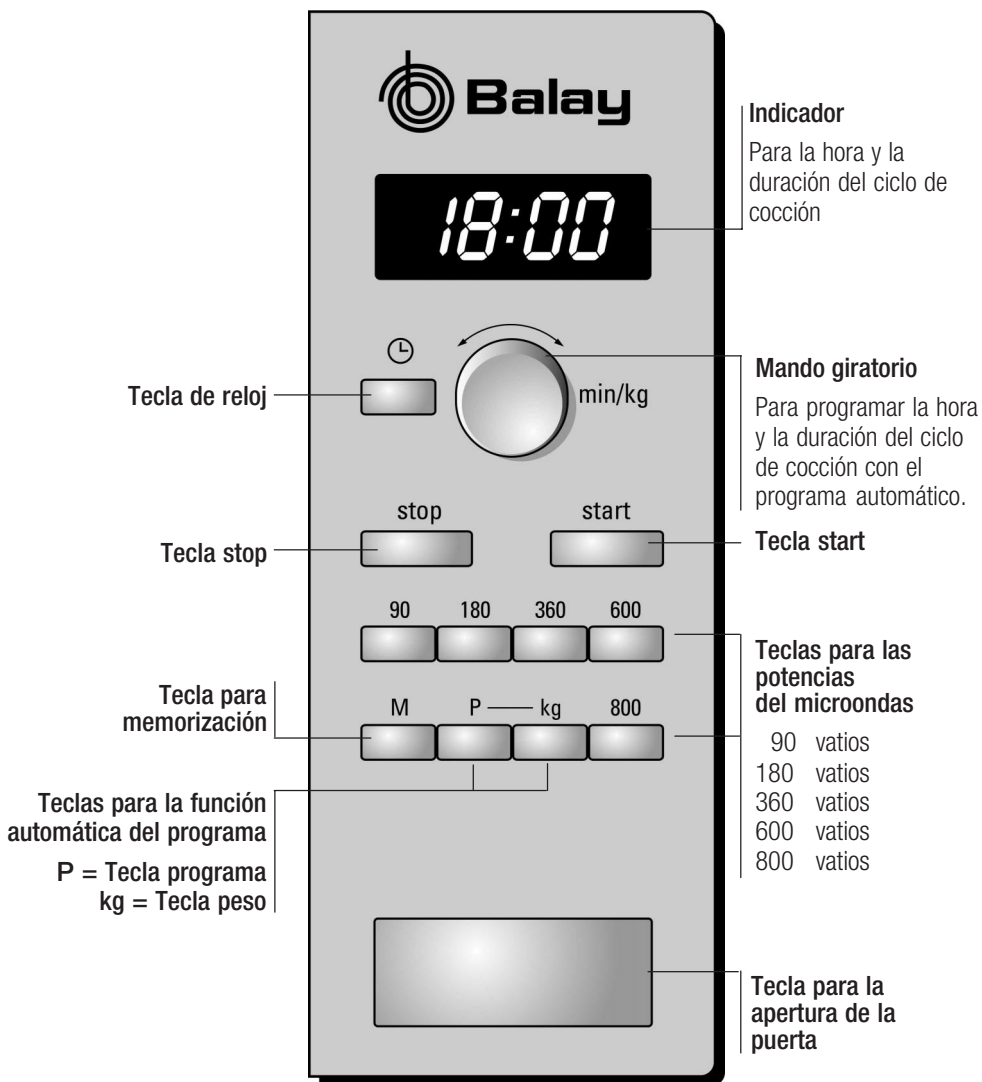 Balay
Indicador
Para la hora y la
duración del ciclo de
cocción
18:00
Tecla de reloj
min/kg
Mando giratorio
Para programar la hora
y la duración del ciclo
de cocción con el
programa automático.
stop
start
Tecla stop
Tecla start
90 180 360 600
Teclas para las
potencias
del microondas
90 vatios
180 vatios
360 vatios
600 vatios
800 vatios
Tecla para
memorización
M P kg 800
Teclas para la función
automática del programa
P = Tecla programa
kg = Tecla peso
Tecla para la
apertura de la
puerta